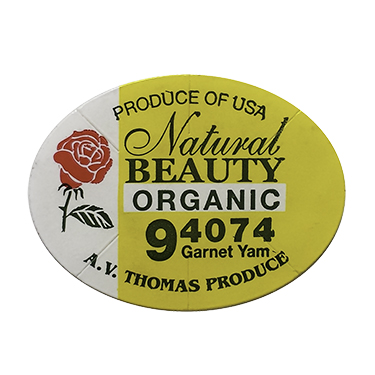 PRODUCE OF USA
Natural
BEAUTY
ORGANIC
94074
Garnet Yam
A.V. THOMAS PRODUCE